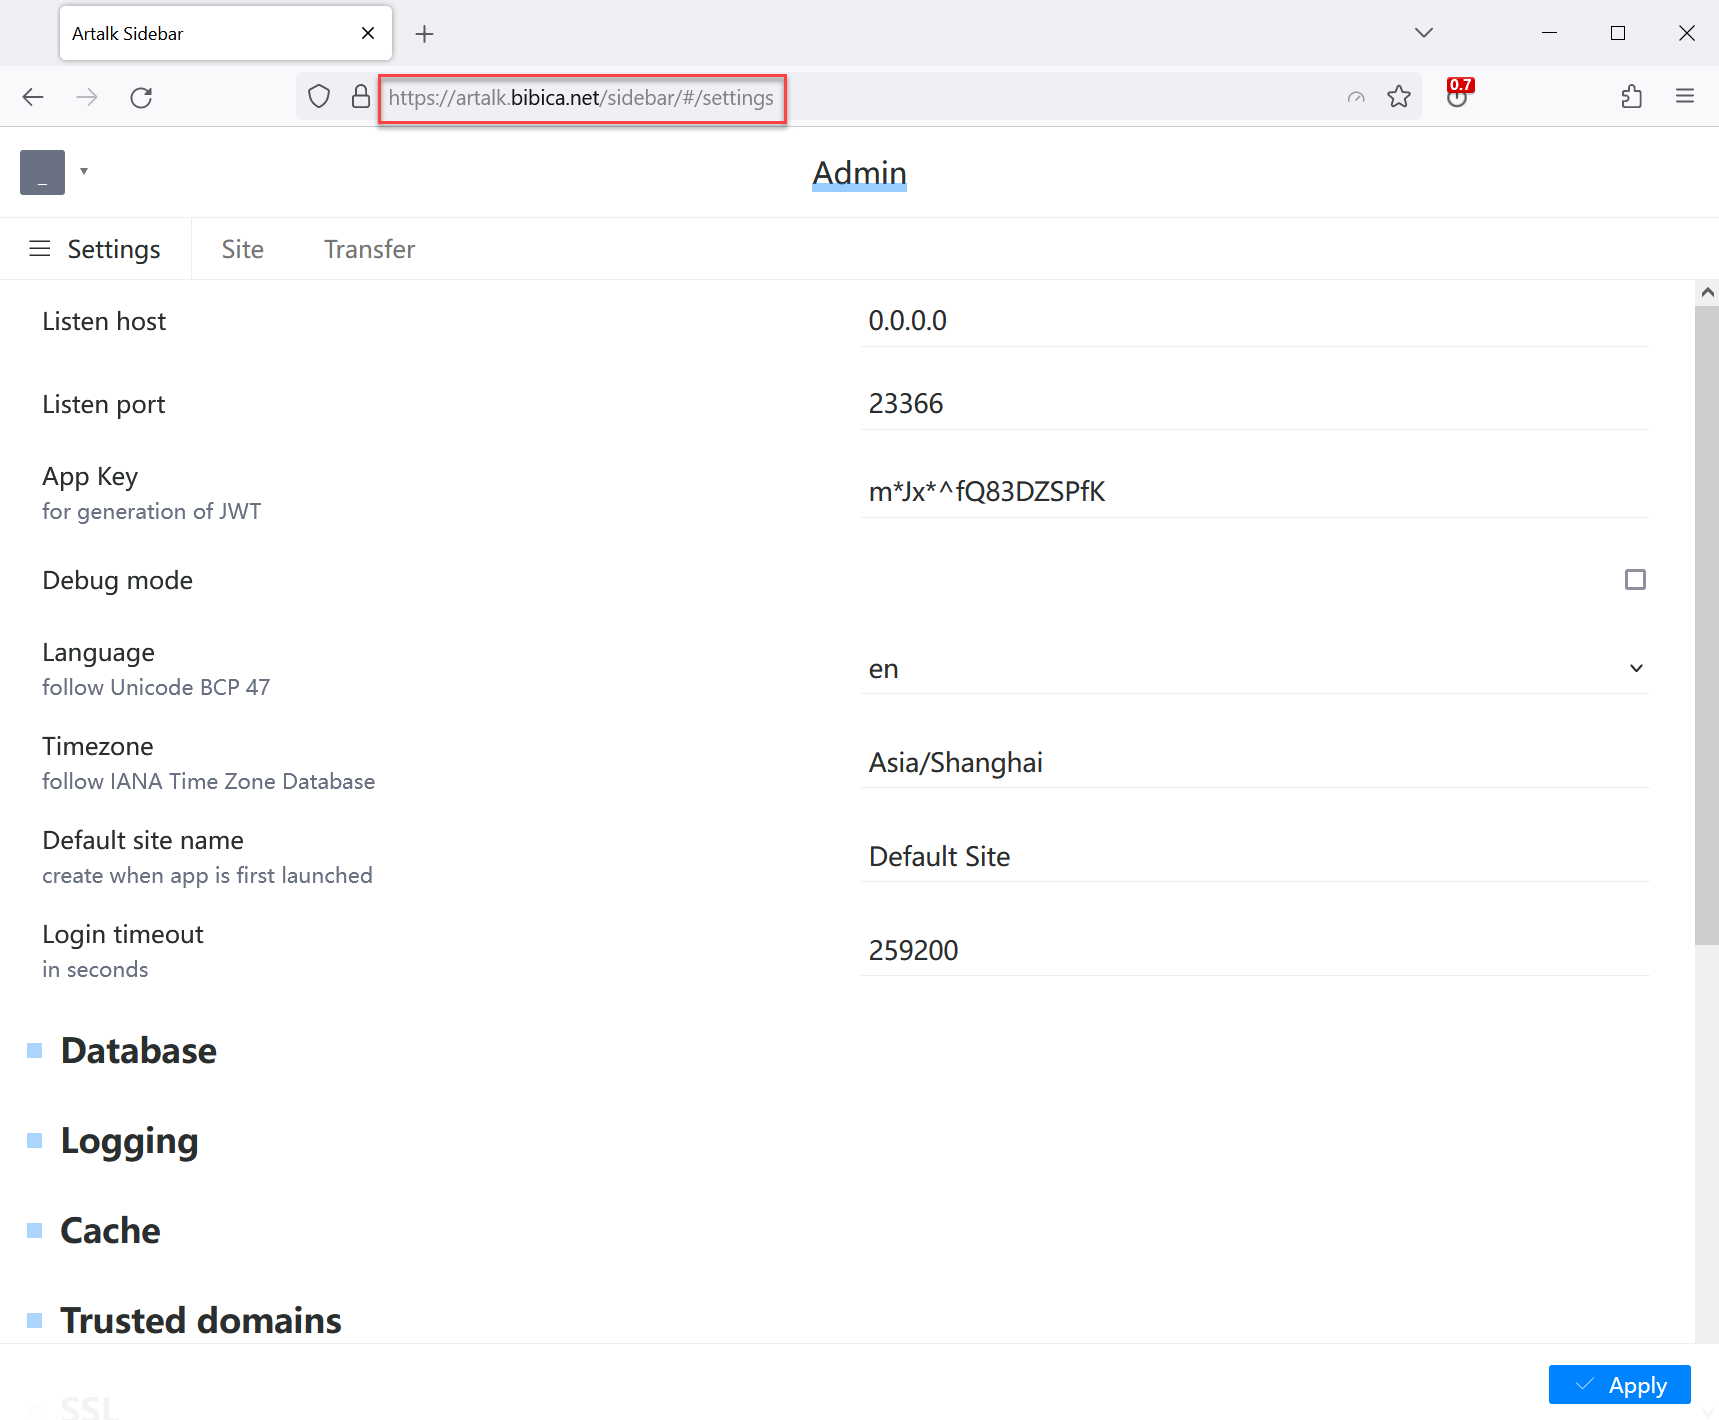 Artalk Sidebar
https://artalk.bibica.net/sidebar/#/settings
0.7
_
Admin
Settings
Site
Transfer
Listen host
0.0.0.0
Listen port
23366
App Key
for generation of JWT
m*Jx*^fQ83DZSPfK
Debug mode
Language
follow Unicode BCP 47
en
Timezone
follow IANA Time Zone Database
Asia/Shanghai
Default site name
create when app is first launched
Default Site
Login timeout
in seconds
259200
Database
Logging
Cache
Trusted domains
SSL
Apply